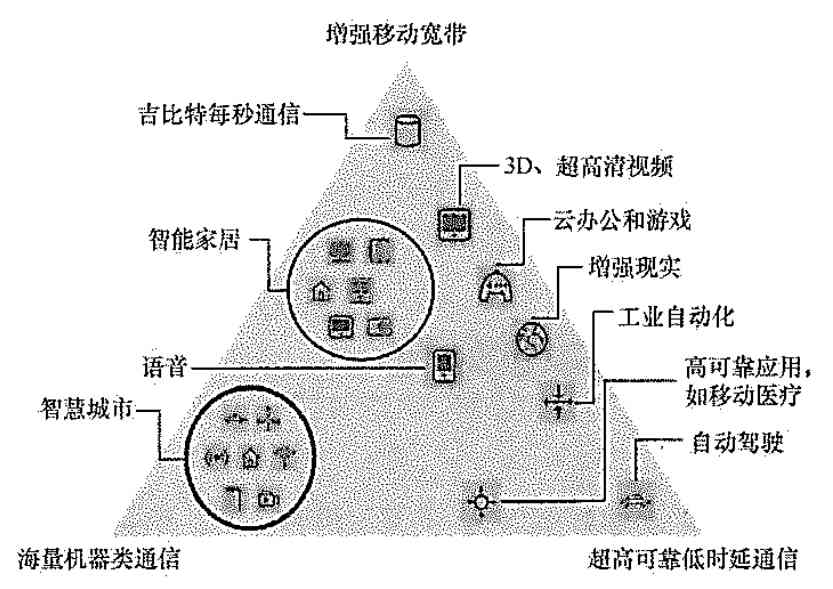 增强移动宽带
吉比特每秒通信
3D、超高清视频
云办公和游戏
智能家居
增强现实
工业自动化
语音
高可靠应用,
如移动医疗
智慧城市
自动驾驶
海量机器类通信
超高可靠低时延通信